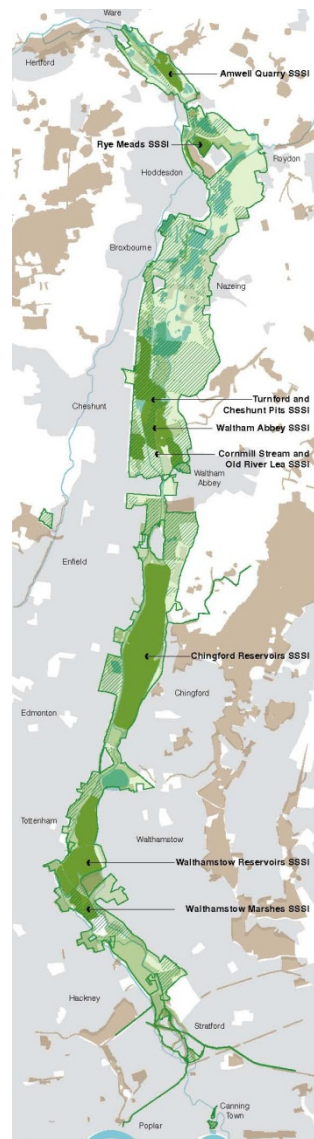 Ware
Hertford
Amwell Quarry SSSI
Rye Meads SSSI
Roydon
Hoddesdon
Broxbourne
Nazeing
Turnford and
Cheshunt Pits SSSI
Cheshunt
Waltham Abbey SSSI
Cornmill Stream and
Old River Lea SSSI
Waltham
Abbey
Enfield
Chingford Reservoirs SSSI
Chingford
Edmonton
Tottenham
Walthamstow
Walthamstow Reservoirs SSSI
Walthamstow Marshes SSSI
Hackney
Stratford
Canning
Town
Poplar